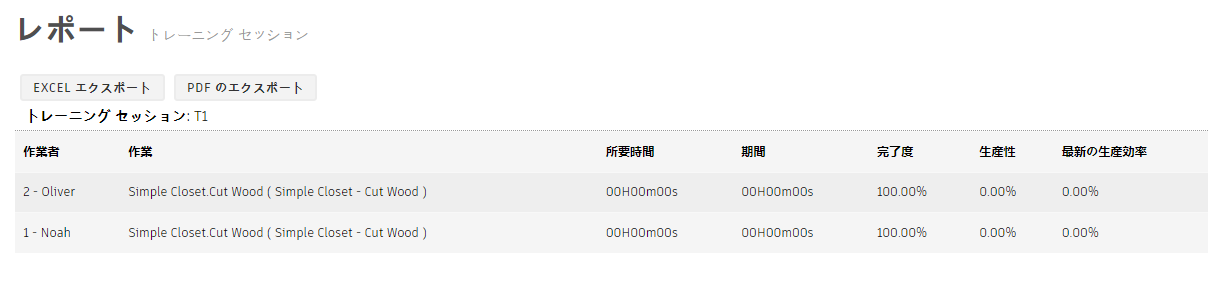 レポート トレーニング セッション
EXCEL エクスポート PDF のエクスポート
トレーニング セッション: T1
作業者 作業 所要時間 期間 完了度 生産性 最新の生産効率
2 - Oliver Simple Closet.Cut Wood ( Simple Closet - Cut Wood ) 00H00m00s 00H00m00s 100.00% 0.00% 0.00%
1 - Noah Simple Closet.Cut Wood ( Simple Closet - Cut Wood ) 00H00m00s 00H00m00s 100.00% 0.00% 0.00%